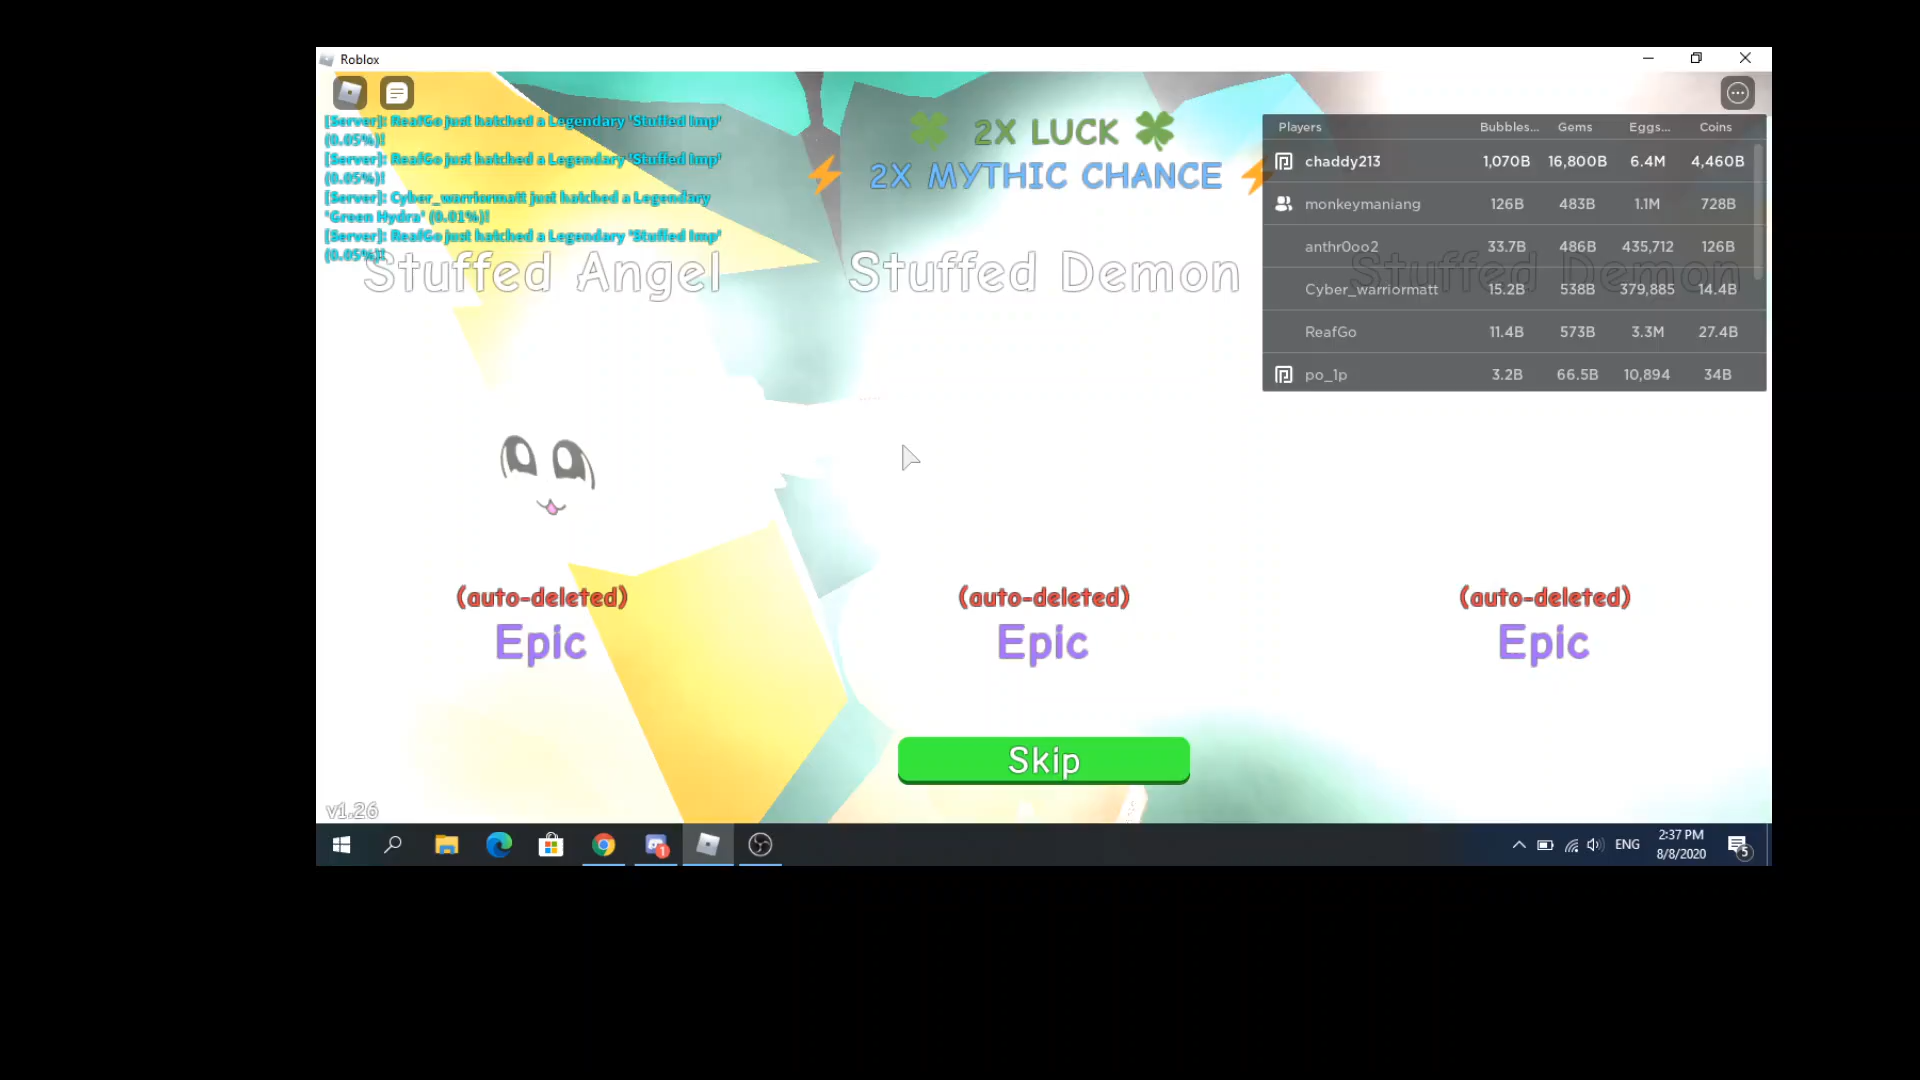 Roblox
[Server]: ReafGo just hatched a Legendary 'Stuffed Imp'
(0.05%)!
[Server]: ReafGo just hatched a Legendary 'Stuffed Imp'
(0.05%)!
[Server]: Cyber_warriormatt just hatched a Legendary
'Green Hydra' (0.01%)!
[Server]: ReafGo just hatched a Legendary 'Stuffed Imp'
(0.05%)!
2X LUCK
2X MYTHIC CHANCE
Players Bubbles... Gems Eggs... Coins
chaddy213 1,070B 16,800B 6.4M 4,460B
monkeymaniang 126B 483B 1.1M 728B
anthr0oo2 33.7B 486B 435,712 126B
Cyber_warriormatt 15.2B 538B 379,885 14.4B
ReafGo 11.4B 573B 3.3M 27.4B
po_1p 3.2B 66.5B 10,894 34B
Stuffed Angel Stuffed Demon Stuffed Demon
(auto-deleted) (auto-deleted) (auto-deleted)
Epic Epic Epic
Skip
v1.26
1
ENG
2:37 PM
8/8/2020
5